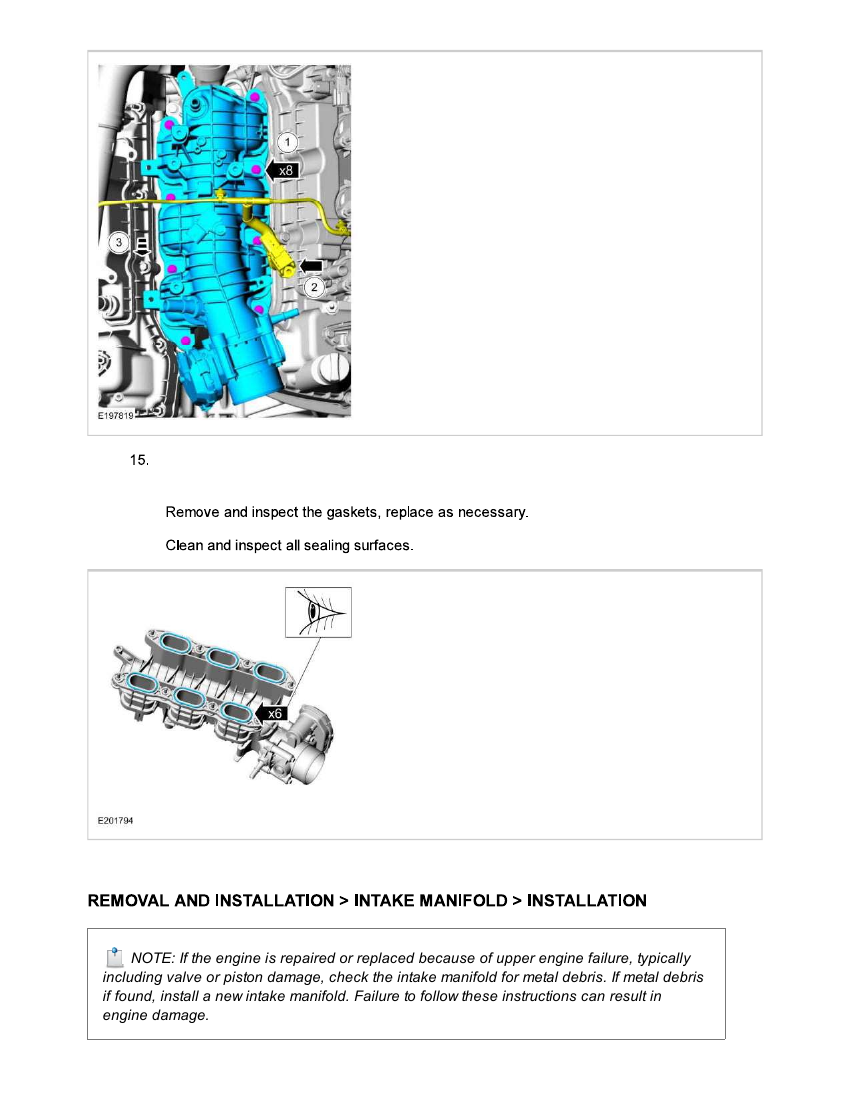 1
x8
3
2
E197819
15.
Remove and inspect the gaskets, replace as necessary.
Clean and inspect all sealing surfaces.
x6
E201794
REMOVAL AND INSTALLATION > INTAKE MANIFOLD > INSTALLATION
NOTE: If the engine is repaired or replaced because of upper engine failure, typically
including valve or piston damage, check the intake manifold for metal debris. If metal debris
if found, install a new intake manifold. Failure to follow these instructions can result in
engine damage.